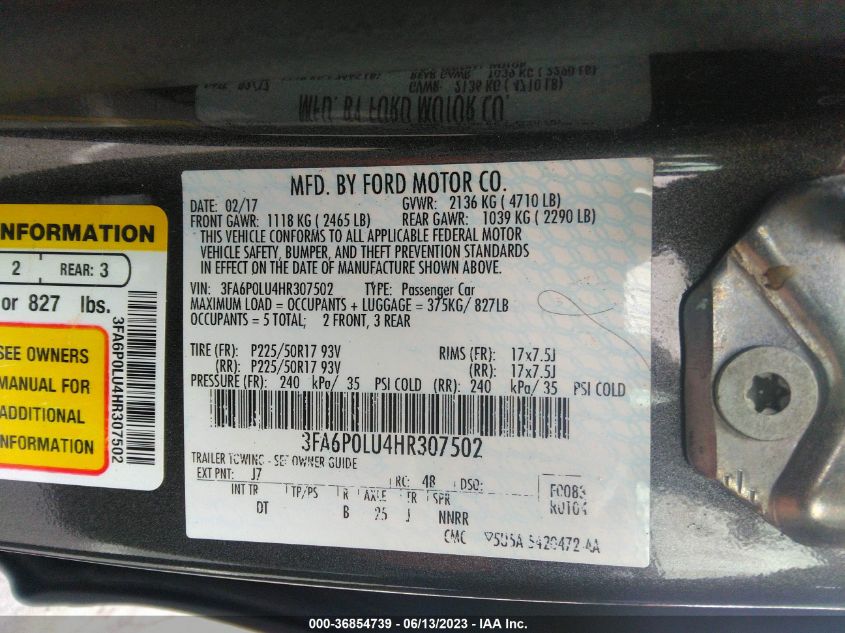 MFD. BY FORD MOTOR CO.
DATE: 02/17 GVWR: 2136 KG ( 4710 LB)
FRONT GAWR: 1118 KG ( 2465 LB) REAR GAWR: 1039 KG ( 2290 LB)
THIS VEHICLE CONFORMS TO ALL APPLICABLE FEDERAL MOTOR
VEHICLE SAFETY, BUMPER, AND THEFT PREVENTION STANDARDS
IN EFFECT ON THE DATE OF MANUFACTURE SHOWN ABOVE.
VIN: 3FA6P0LU4HR307502 TYPE: Passenger Car
MAXIMUM LOAD = OCCUPANTS + LUGGAGE = 375KG/ 827LB
OCCUPANTS = 5 TOTAL; 2 FRONT, 3 REAR
TIRE (FR): P225/50R17 93V RIMS (FR): 17x7.5J
(RR): P225/50R17 93V (RR): 17x7.5J
PRESSURE (FR): 240 kPa/ 35 PSI COLD (RR): 240 kPa/ 35 PSI COLD
3FA6P0LU4HR307502
TRAILER TOWING - SEE OWNER GUIDE
EXT PNT: J7 RC: 48 DSO:
INT TR TP/PS R AXLE TR SPR
DT B 25 J NNRR
F0083
CMC
NFORMATION
2 REAR: 3
or 827 lbs.
SEE OWNERS
MANUAL FOR
ADDITIONAL
INFORMATION
3FA6P0LU4HR307502
000-36854739 - 06/13/2023 - IAA Inc.